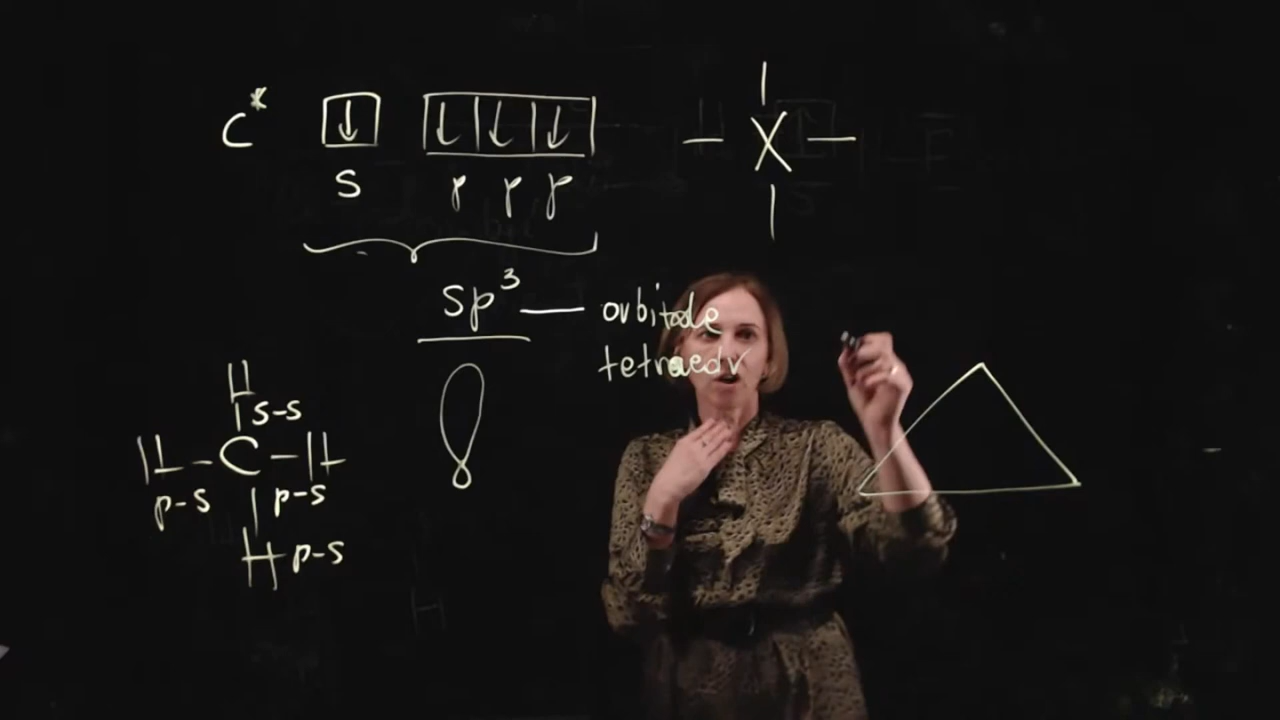 C* ↓ ↓ ↓ ↓
s p p p
X
sp³ — orbitale
tetraedr
H
s-s
H - C - H
p-s p-s
H p-s